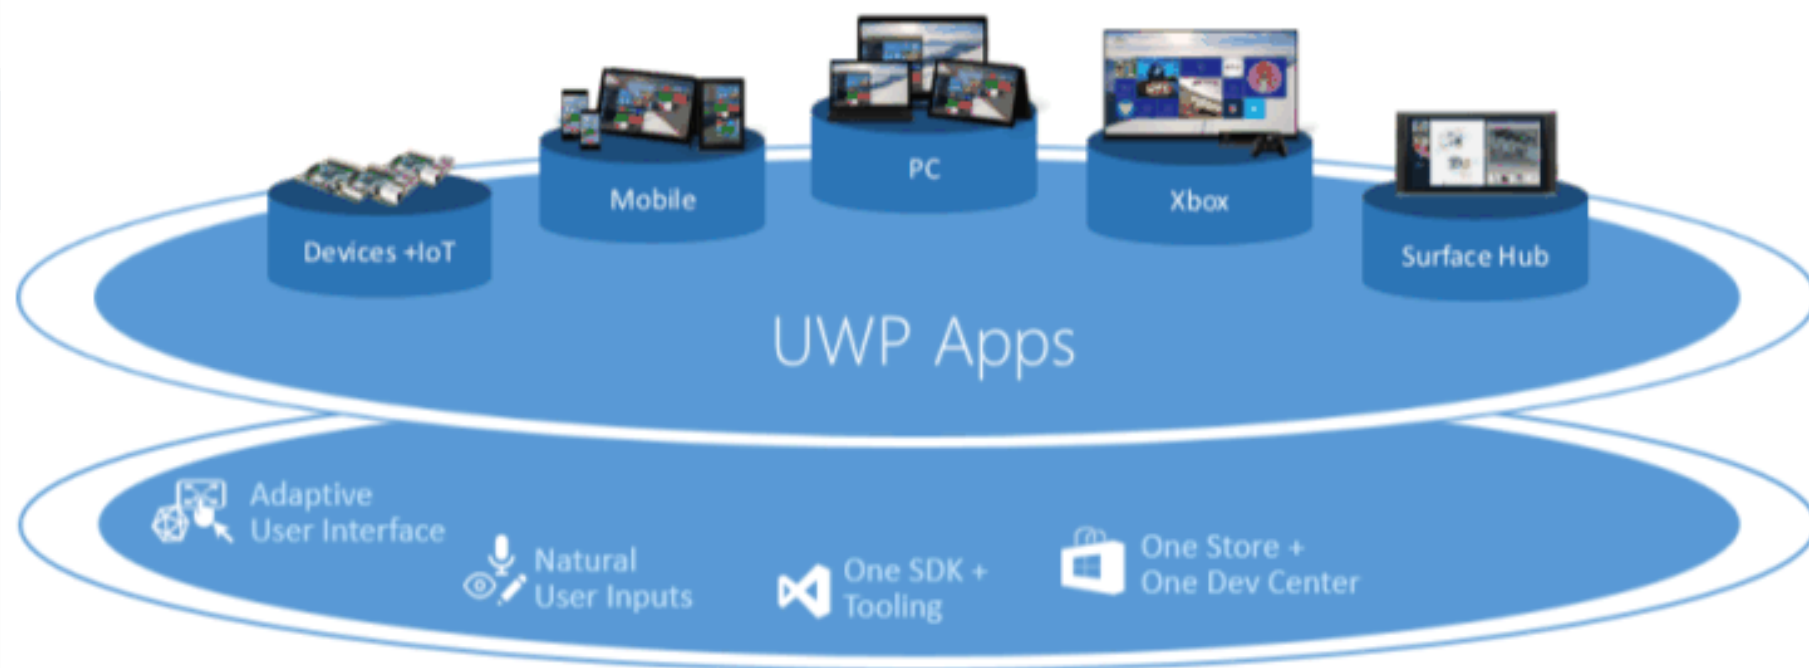 PC
Mobile
Xbox
Devices +IoT
Surface Hub
UWP Apps
Adaptive
User Interface
Natural
User Inputs
One SDK +
Tooling
One Store +
One Dev Center